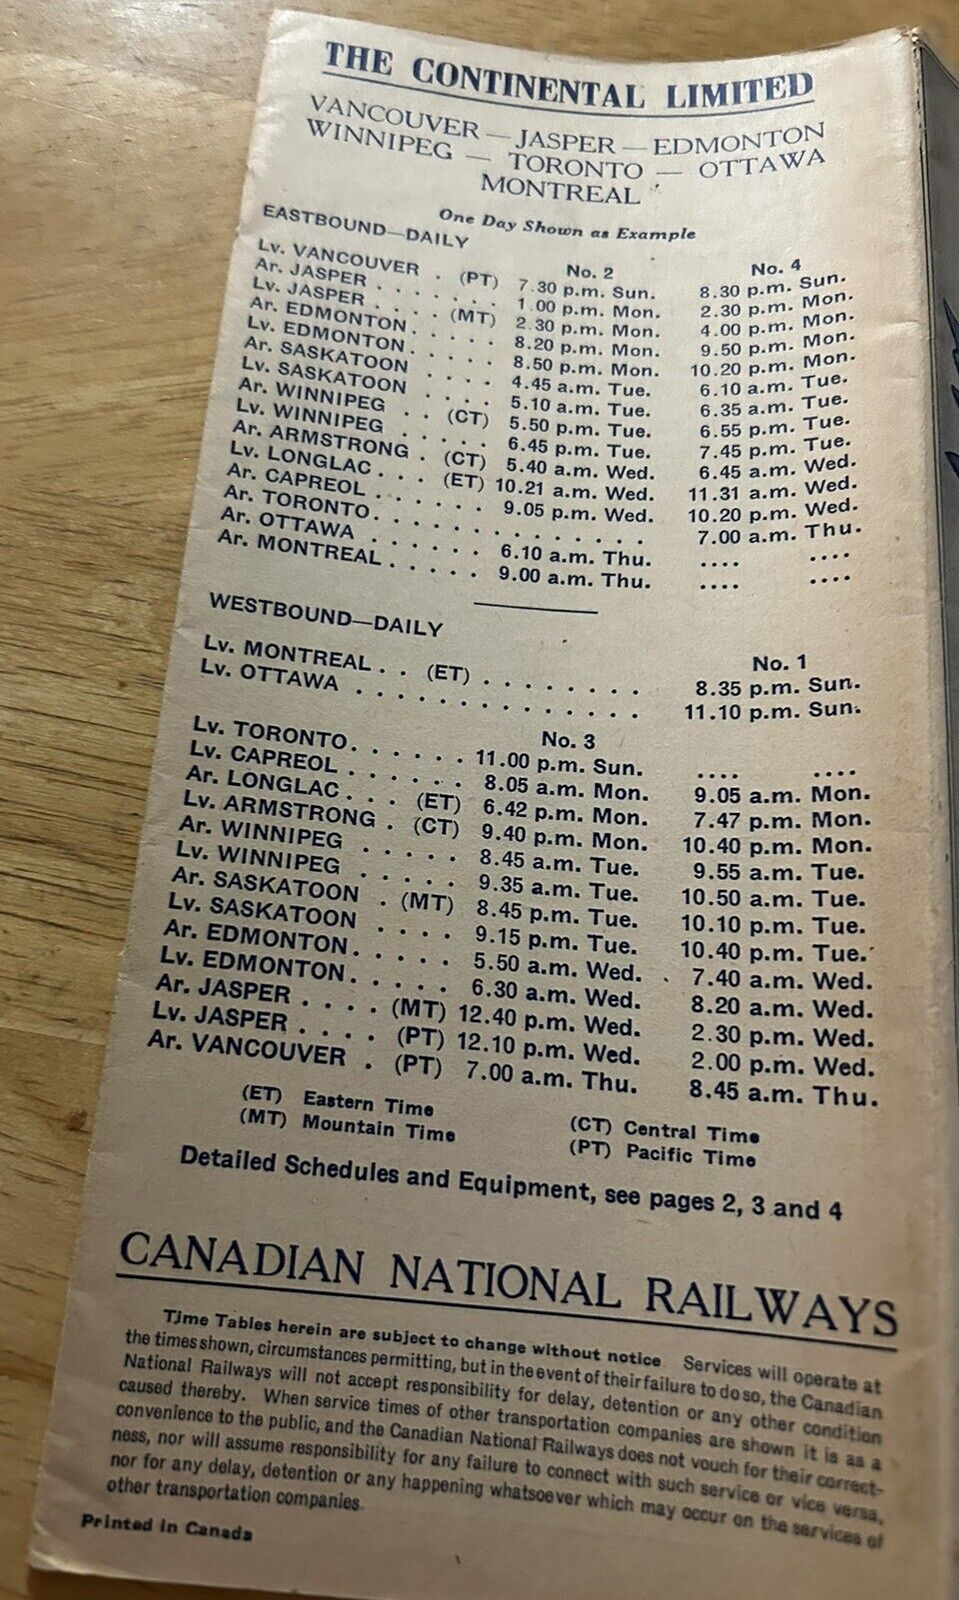 THE CONTINENTAL LIMITED
VANCOUVER — JASPER — EDMONTON
WINNIPEG — TORONTO — OTTAWA
MONTREAL
One Day Shown as Example
EASTBOUND—DAILY
No. 2 No. 4
Lv. VANCOUVER . (PT) 7.30 p.m. Sun. 8.30 p.m. Sun.
Ar. JASPER . . . . . . . 1.00 p.m. Mon. 2.30 p.m. Mon.
Lv. JASPER . . . . (MT) 2.30 p.m. Mon. 4.00 p.m. Mon.
Ar. EDMONTON . . . . . 8.20 p.m. Mon. 9.50 p.m. Mon.
Lv. EDMONTON . . . . . 8.50 p.m. Mon. 10.20 p.m. Mon.
Ar. SASKATOON . . . . 4.45 a.m. Tue. 6.10 a.m. Tue.
Lv. SASKATOON . . . . 5.10 a.m. Tue. 6.35 a.m. Tue.
Ar. WINNIPEG . . (CT) 5.50 p.m. Tue. 6.55 p.m. Tue.
Lv. WINNIPEG . . . . . 6.45 p.m. Tue. 7.45 p.m. Tue.
Ar. ARMSTRONG . (CT) 5.40 a.m. Wed. 6.45 a.m. Wed.
Lv. LONGLAC . . . (ET) 10.21 a.m. Wed. 11.31 a.m. Wed.
Ar. CAPREOL . . . . . . 9.05 p.m. Wed. 10.20 p.m. Wed.
Ar. TORONTO . . . . . . . . . . . . 7.00 a.m. Thu.
Ar. OTTAWA . . . . . . 6.10 a.m. Thu. .... ....
Ar. MONTREAL . . . . . 9.00 a.m. Thu. .... ....
WESTBOUND—DAILY
No. 1
Lv. MONTREAL . . (ET) . . . . . . . 8.35 p.m. Sun.
Lv. OTTAWA . . . . . . . . . . . . 11.10 p.m. Sun.
No. 3
Lv. TORONTO . . . . . . 11.00 p.m. Sun. .... ....
Lv. CAPREOL . . . . . . 8.05 a.m. Mon. 9.05 a.m. Mon.
Ar. LONGLAC . . . (ET) 6.42 p.m. Mon. 7.47 p.m. Mon.
Lv. ARMSTRONG . (CT) 9.40 p.m. Mon. 10.40 p.m. Mon.
Ar. WINNIPEG . . . . . 8.45 a.m. Tue. 9.55 a.m. Tue.
Lv. WINNIPEG . . . . . 9.35 a.m. Tue. 10.50 a.m. Tue.
Ar. SASKATOON . (MT) 8.45 p.m. Tue. 10.10 p.m. Tue.
Lv. SASKATOON . . . . 9.15 p.m. Tue. 10.40 p.m. Tue.
Ar. EDMONTON . . . . . 5.50 a.m. Wed. 7.40 a.m. Wed.
Lv. EDMONTON . . . . . 6.30 a.m. Wed. 8.20 a.m. Wed.
Ar. JASPER . . . . (MT) 12.40 p.m. Wed. 2.30 p.m. Wed.
Lv. JASPER . . . . (PT) 12.10 p.m. Wed. 2.00 p.m. Wed.
Ar. VANCOUVER . (PT) 7.00 a.m. Thu. 8.45 a.m. Thu.
(ET) Eastern Time (CT) Central Time
(MT) Mountain Time (PT) Pacific Time
Detailed Schedules and Equipment, see pages 2, 3 and 4
CANADIAN NATIONAL RAILWAYS
Time Tables herein are subject to change without notice. Services will operate at
the times shown, circumstances permitting, but in the event of their failure to do so, the Canadian
National Railways will not accept responsibility for delay, detention or any other condition
caused thereby. When service times of other transportation companies are shown it is as a
convenience to the public, and the Canadian National Railways does not vouch for their correct-
ness, nor will assume responsibility for any failure to connect with such service or vice versa,
nor for any delay, detention or any happening whatsoever which may occur on the services of
other transportation companies.
Printed in Canada